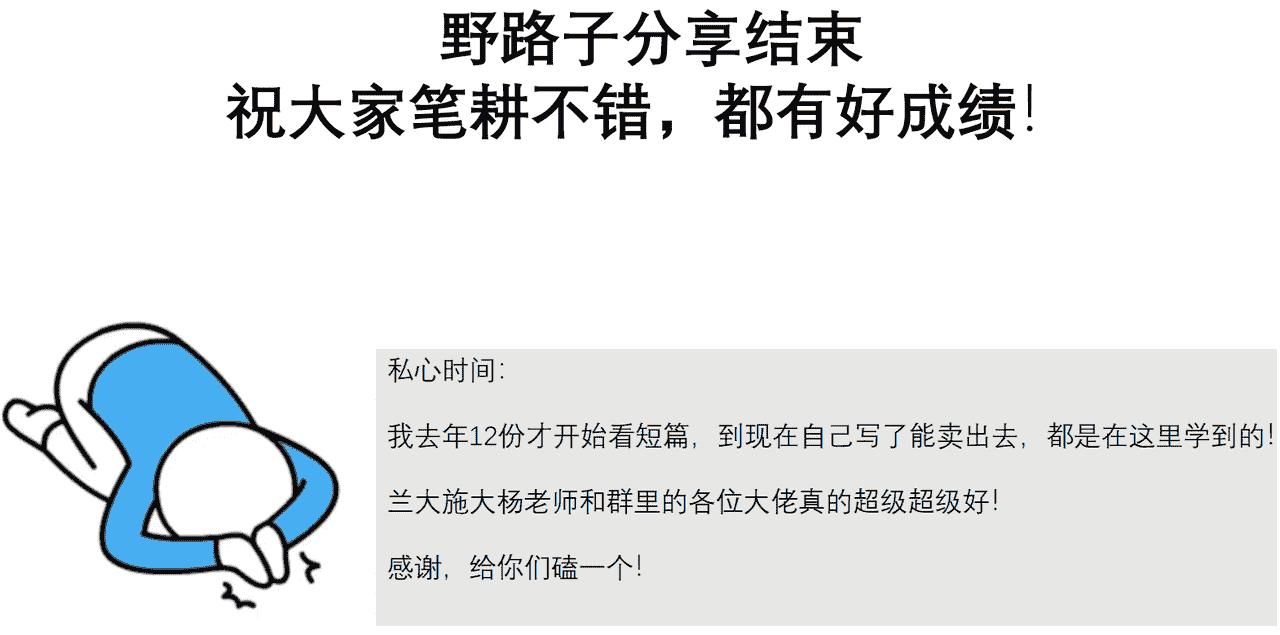 野路子分享结束
祝大家笔耕不错，都有好成绩！
私心时间：
我去年12份才开始看短篇，到现在自己写了能卖出去，都是在这里学到的！
兰大施大杨老师和群里的各位大佬真的超级超级好！
感谢，给你们磕一个！